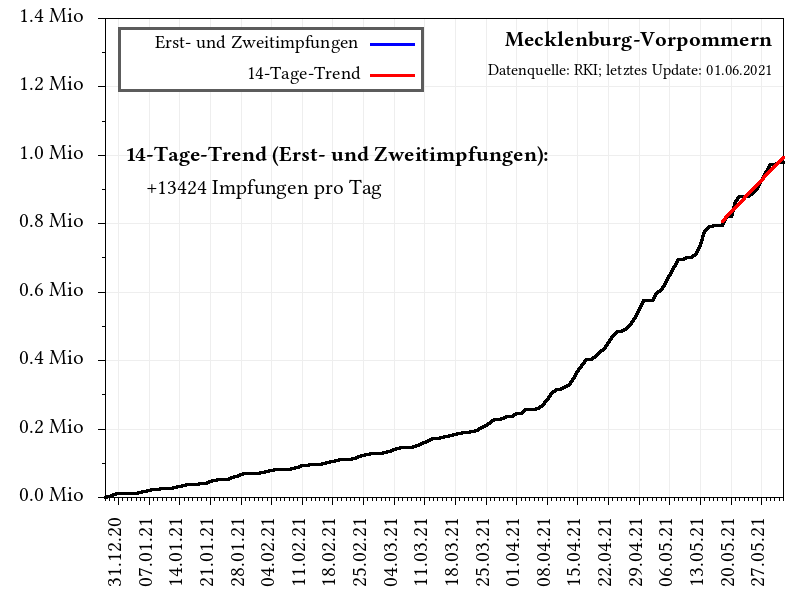 1.4 Mio
1.2 Mio
1.0 Mio
0.8 Mio
0.6 Mio
0.4 Mio
0.2 Mio
0.0 Mio
Erst- und Zweitimpfungen
14-Tage-Trend
Mecklenburg-Vorpommern
Datenquelle: RKI; letztes Update: 01.06.2021
14-Tage-Trend (Erst- und Zweitimpfungen):
+13424 Impfungen pro Tag
31.12.20
07.01.21
14.01.21
21.01.21
28.01.21
04.02.21
11.02.21
18.02.21
25.02.21
04.03.21
11.03.21
18.03.21
25.03.21
01.04.21
08.04.21
15.04.21
22.04.21
29.04.21
06.05.21
13.05.21
20.05.21
27.05.21